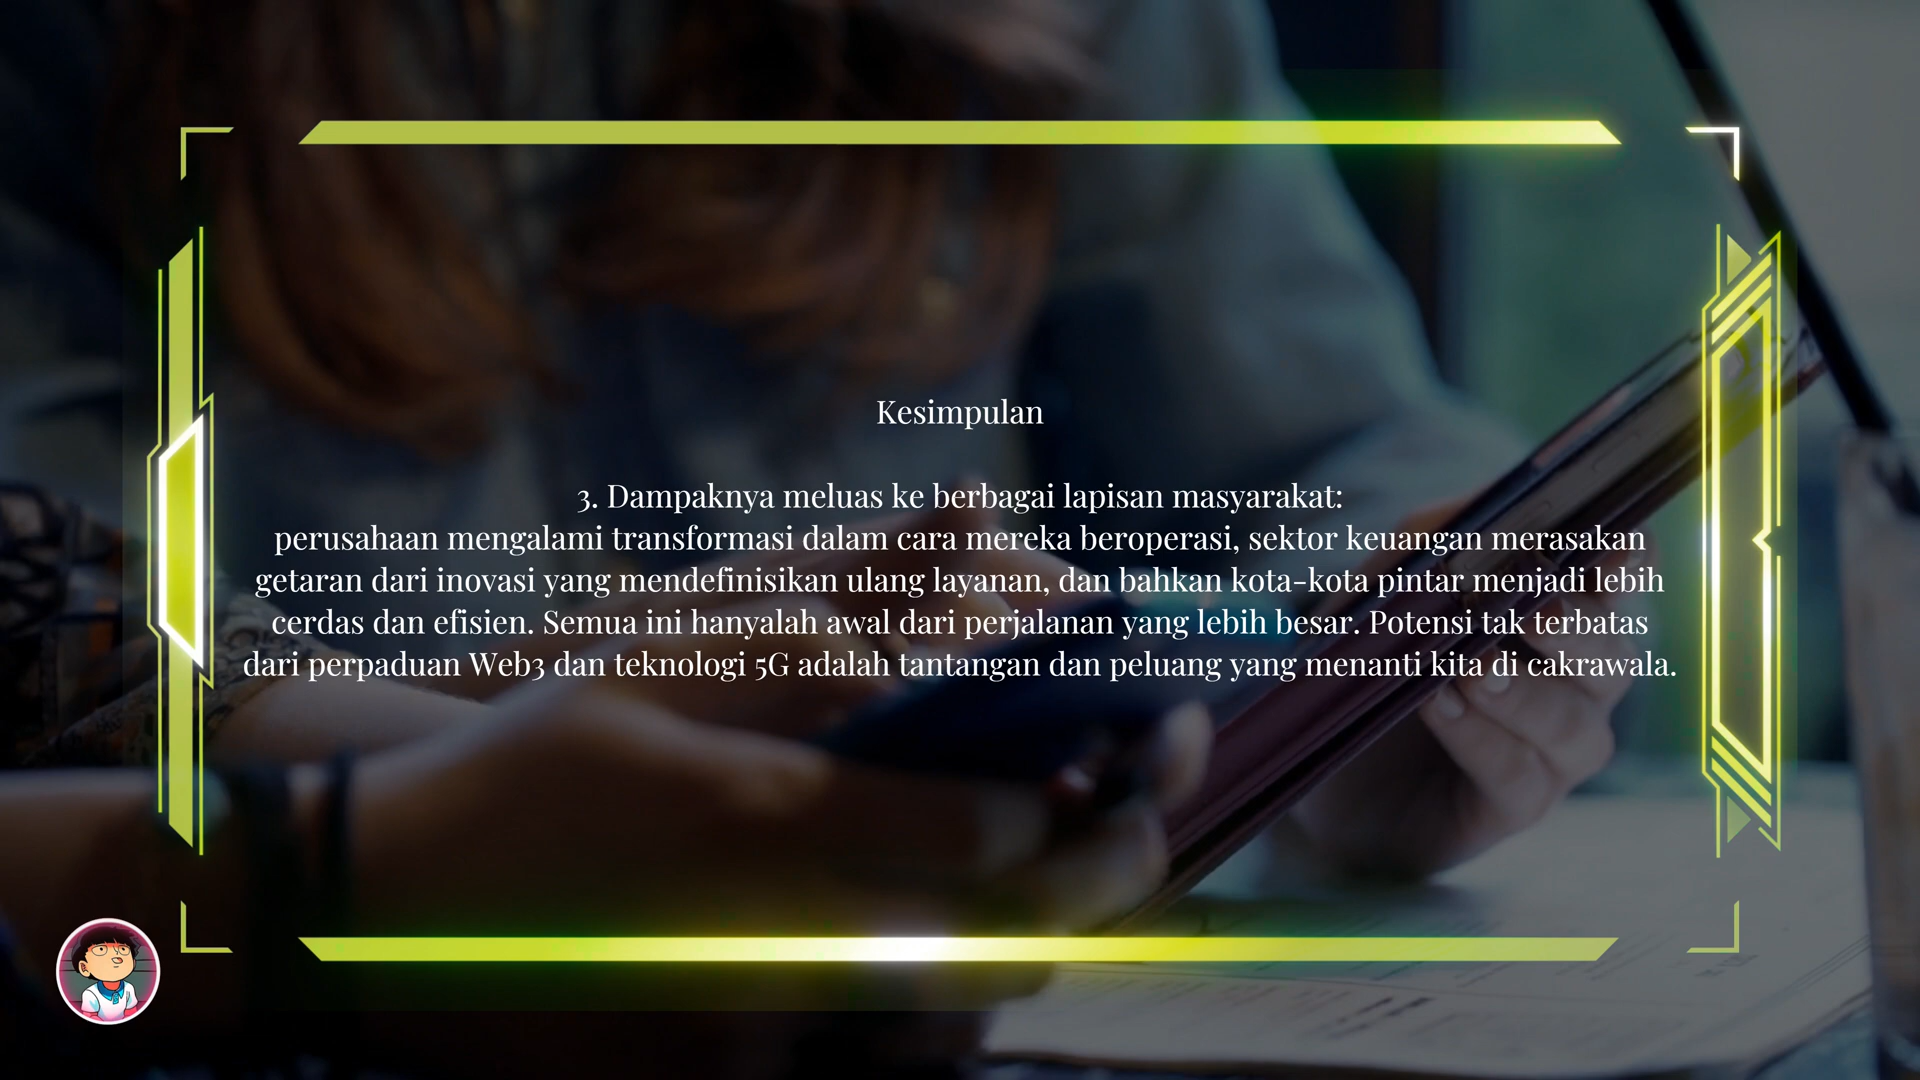 Kesimpulan
3. Dampaknya meluas ke berbagai lapisan masyarakat:
perusahaan mengalami transformasi dalam cara mereka beroperasi, sektor keuangan merasakan
getaran dari inovasi yang mendefinisikan ulang layanan, dan bahkan kota-kota pintar menjadi lebih
cerdas dan efisien. Semua ini hanyalah awal dari perjalanan yang lebih besar. Potensi tak terbatas
dari perpaduan Web3 dan teknologi 5G adalah tantangan dan peluang yang menanti kita di cakrawala.